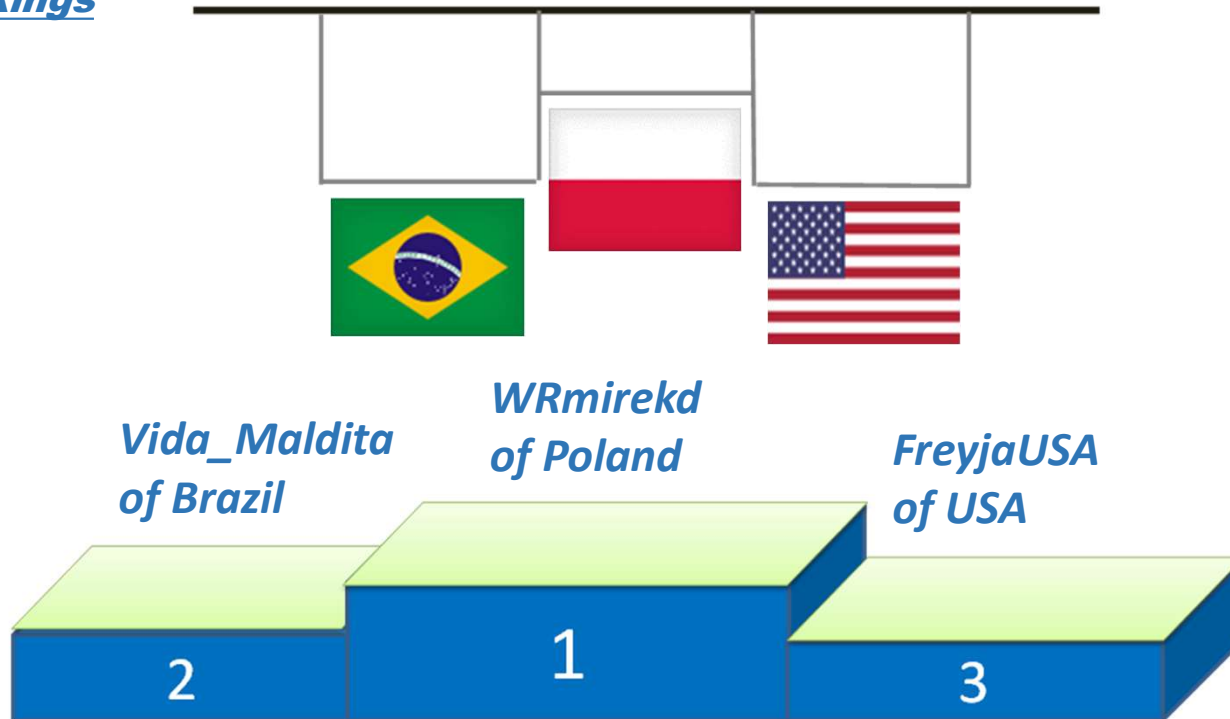 WRmirekd
of Poland
Vida_Maldita
of Brazil
FreyjaUSA
of USA
1
2
3